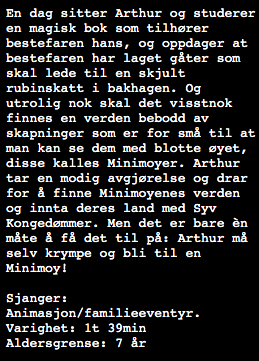 En dag sitter Arthur og studerer
en magisk bok som tilhører
bestefaren hans, og oppdager at
bestefaren har laget gåter som
skal lede til en skjult
rubinskatt i bakhagen. Og
utrolig nok skal det visstnok
finnes en verden bebodd av
skapninger som er for små til at
man kan se dem med blotte øyet,
disse kalles Minimoyer. Arthur
tar en modig avgjørelse og drar
for å finne Minimoyenes verden
og innta deres land med Syv
Kongedømmer. Men det er bare èn
måte å få det til på: Arthur må
selv krympe og bli til en
Minimoy!

Sjanger:
Animasjon/familieeventyr.
Varighet: 1t 39min
Aldersgrense: 7 år